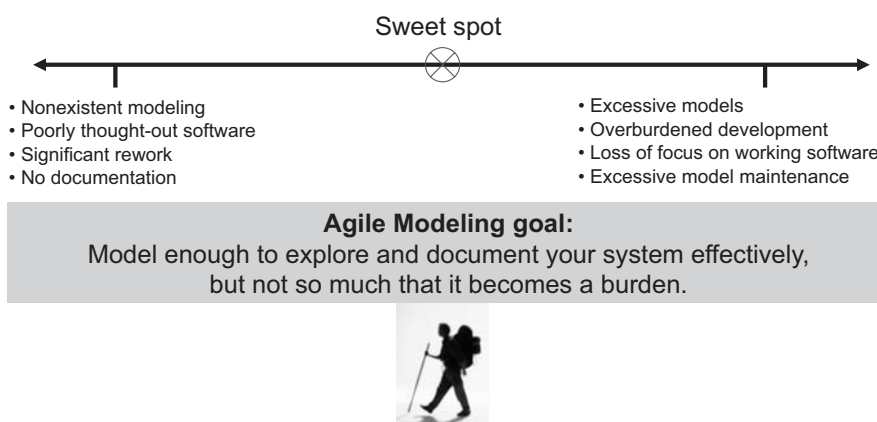 Sweet spot
• Nonexistent modeling
• Poorly thought-out software
• Significant rework
• No documentation
• Excessive models
• Overburdened development
• Loss of focus on working software
• Excessive model maintenance
Agile Modeling goal:
Model enough to explore and document your system effectively,
but not so much that it becomes a burden.